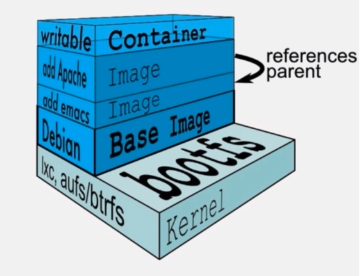 writable Container
add Apache Image
references
parent
add emacs Image
Debian Base Image
bootfs
lxc, aufs/btrfs
Kernel